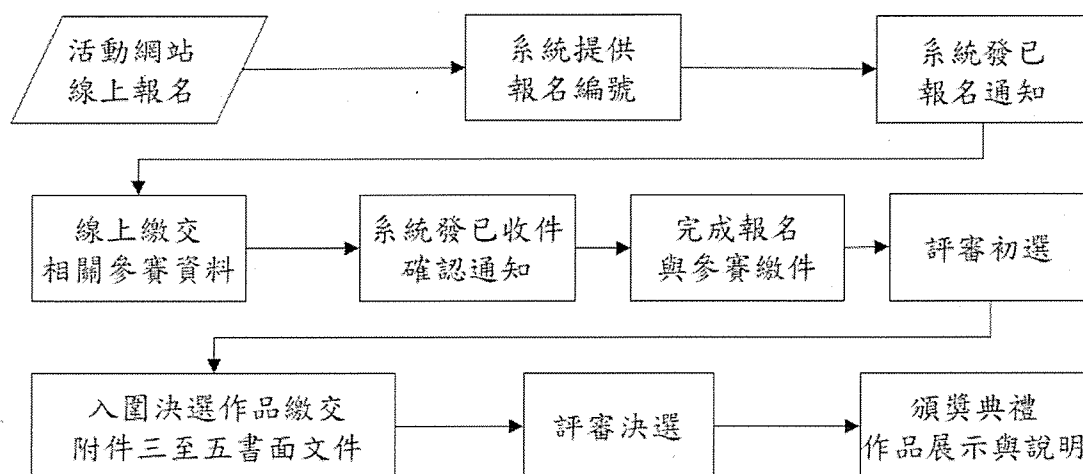 活動網站
線上報名
系統提供
報名編號
系統發已
報名通知
線上繳交
相關參賽資料
系統發已收件
確認通知
完成報名
與參賽繳件
評審初選
入圍決選作品繳交
附件三至五書面文件
評審決選
頒獎典禮
作品展示與說明